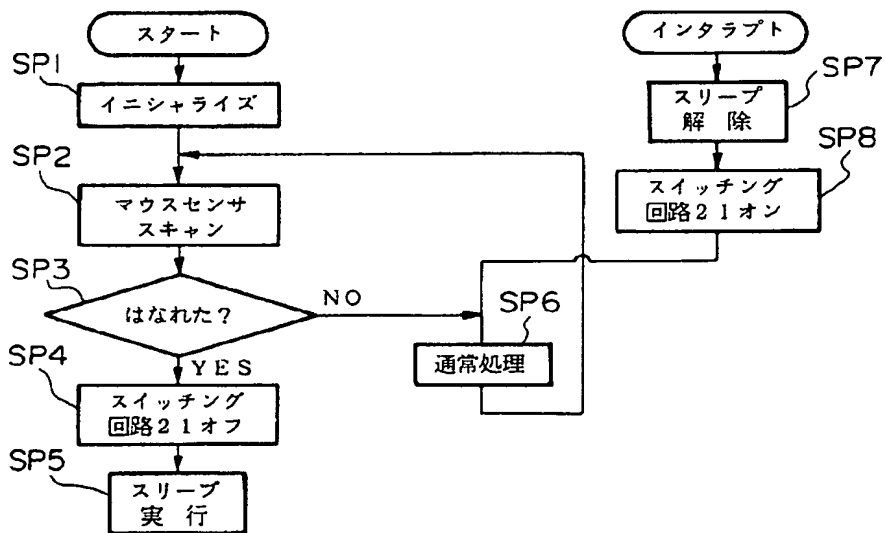 スタート
SP1
イニシャライズ
SP2
マウスセンサ
スキャン
SP3
はなれた?
NO
YES
SP4
スイッチング
回路21オフ
SP5
スリープ
実行
SP6
通常処理
インタラプト
SP7
スリープ
解除
SP8
スイッチング
回路21オン